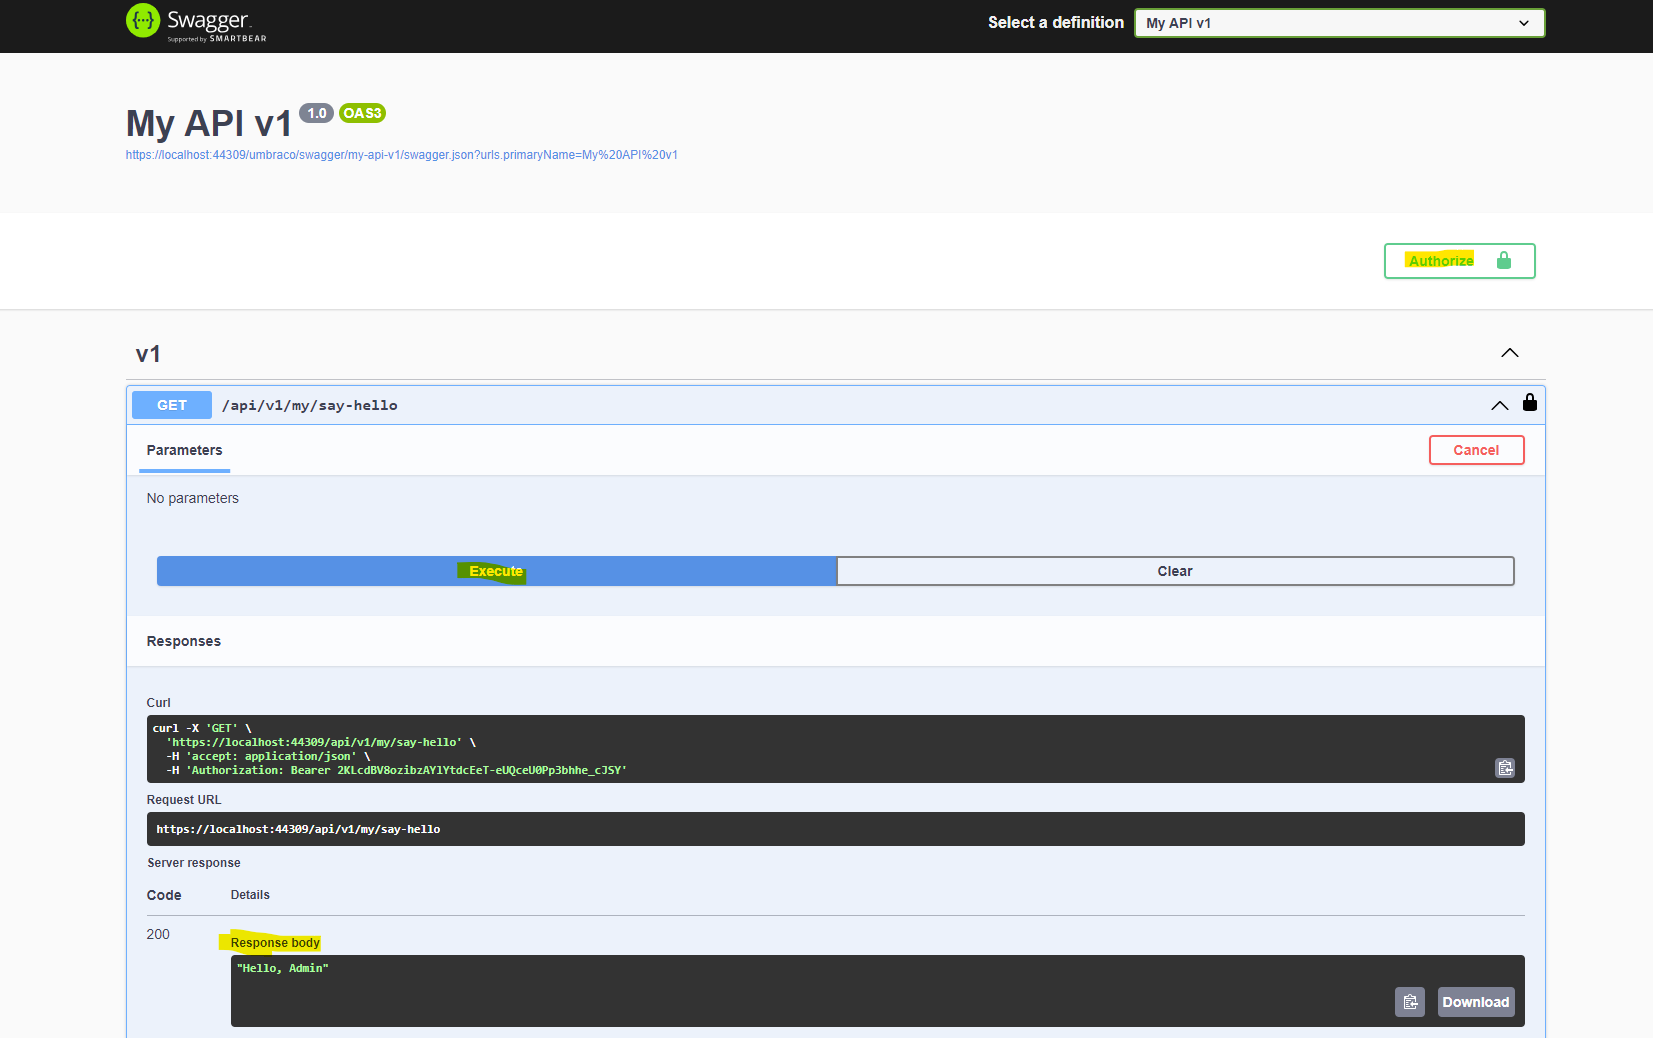 Swagger.
Supported by SMARTBEAR
Select a definition
My API v1
My API v1 1.0 OAS3
https://localhost:44309/umbraco/swagger/my-api-v1/swagger.json?urls.primaryName=My%20API%20v1
Authorize
v1
GET /api/v1/my/say-hello
Parameters
Cancel
No parameters
Execute
Clear
Responses
Curl
curl -X 'GET' \
'https://localhost:44309/api/v1/my/say-hello' \
-H 'accept: application/json' \
-H 'Authorization: Bearer 2KLcdBV8ozibzAYlYtdcEeT-eUQceU0Pp3bhhe_cJSY'
Request URL
https://localhost:44309/api/v1/my/say-hello
Server response
Code Details
200
Response body
"Hello, Admin"
Download